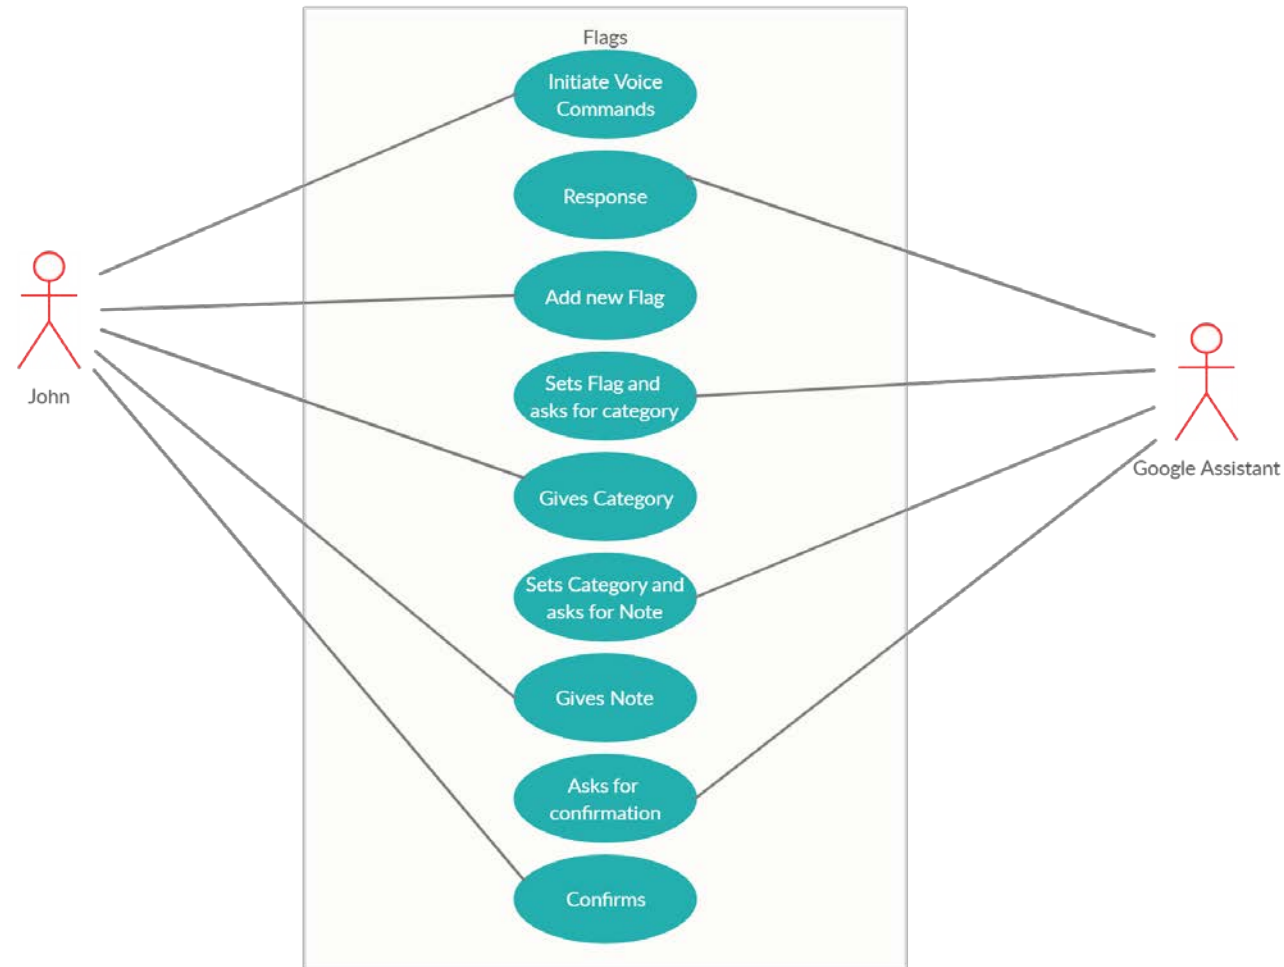 Flags
Initiate Voice
Commands
Response
Add new Flag
Sets Flag and
asks for category
John
Gives Category
Google Assistant
Sets Category and
asks for Note
Gives Note
Asks for
confirmation
Confirms